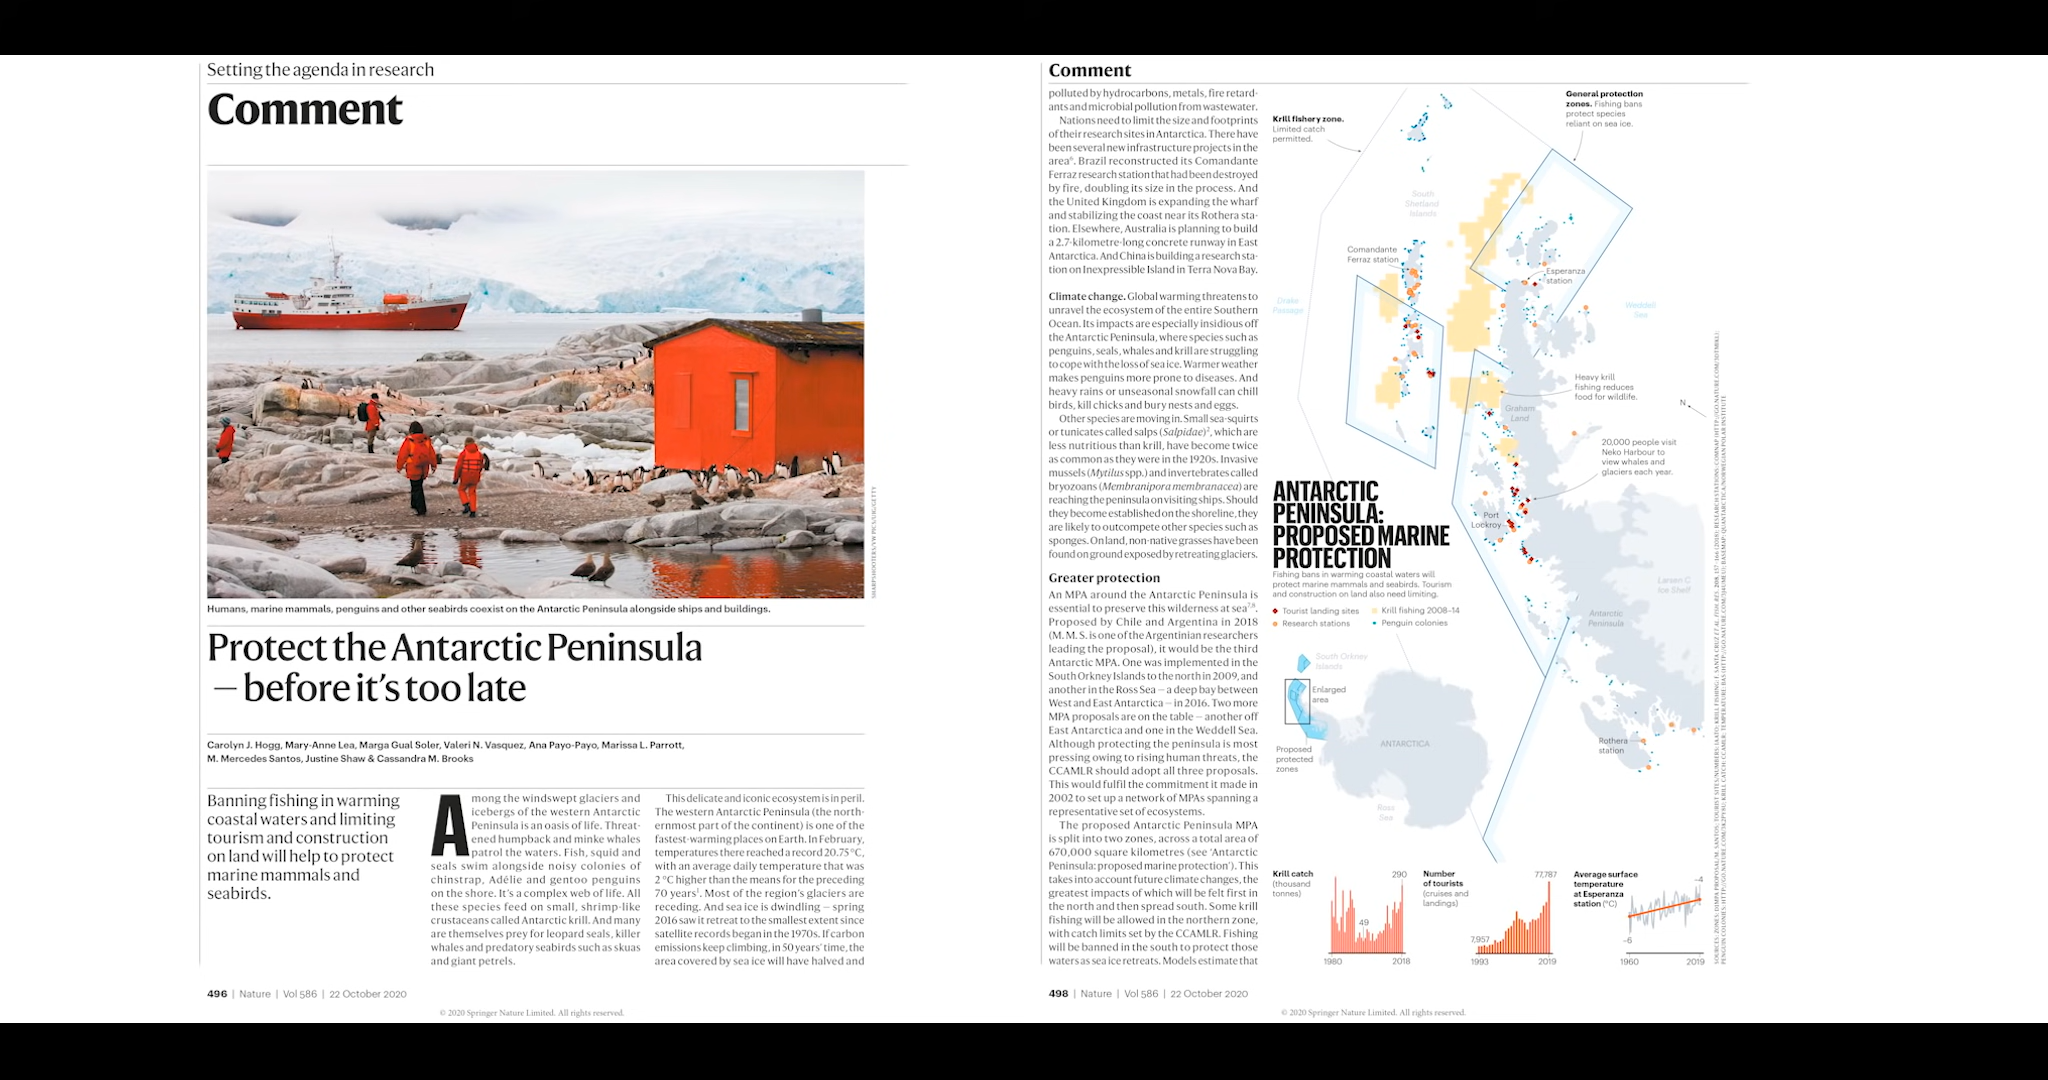 Setting the agenda in research
Comment
SHARPSHOOTERS/VW PICS/UIG/GETTY
Humans, marine mammals, penguins and other seabirds coexist on the Antarctic Peninsula alongside ships and buildings.
Protect the Antarctic Peninsula
— before it’s too late
Carolyn J. Hogg, Mary-Anne Lea, Marga Gual Soler, Valeri N. Vasquez, Ana Payo-Payo, Marissa L. Parrott,
M. Mercedes Santos, Justine Shaw & Cassandra M. Brooks
Banning fishing in warming
coastal waters and limiting
tourism and construction
on land will help to protect
marine mammals and
seabirds.
Among the windswept glaciers and
icebergs of the western Antarctic
Peninsula is an oasis of life. Threat-
ened humpback and minke whales
patrol the waters. Fish, squid and
seals swim alongside noisy colonies of
chinstrap, Adélie and gentoo penguins
on the shore. It’s a complex web of life. All
these species feed on small, shrimp-like
crustaceans called Antarctic krill. And many
are themselves prey for leopard seals, killer
whales and predatory seabirds such as skuas
and giant petrels.
This delicate and iconic ecosystem is in peril.
The western Antarctic Peninsula (the north-
ernmost part of the continent) is one of the
fastest-warming places on Earth. In February,
temperatures there reached a record 20.75 °C,
with an average daily temperature that was
2 °C higher than the means for the preceding
70 years1. Most of the region’s glaciers are
receding. And sea ice is dwindling — spring
2016 saw it retreat to the smallest extent since
satellite records began in the 1970s. If carbon
emissions keep climbing, in 50 years’ time, the
area covered by sea ice will have halved and
496 | Nature | Vol 586 | 22 October 2020
© 2020 Springer Nature Limited. All rights reserved.
Comment
polluted by hydrocarbons, metals, fire retard-
ants and microbial pollution from wastewater.
Nations need to limit the size and footprints
of their research sites in Antarctica. There have
been several new infrastructure projects in the
area6. Brazil reconstructed its Comandante
Ferraz research station that had been destroyed
by fire, doubling its size in the process. And
the United Kingdom is expanding the wharf
and stabilizing the coast near its Rothera sta-
tion. Elsewhere, Australia is planning to build
a 2.7-kilometre-long concrete runway in East
Antarctica. And China is building a research sta-
tion on Inexpressible Island in Terra Nova Bay.
Climate change. Global warming threatens to
unravel the ecosystem of the entire Southern
Ocean. Its impacts are especially insidious off
the Antarctic Peninsula, where species such as
penguins, seals, whales and krill are struggling
to cope with the loss of sea ice. Warmer weather
makes penguins more prone to diseases. And
heavy rains or unseasonal snowfall can chill
birds, kill chicks and bury nests and eggs.
Other species are moving in. Small sea-squirts
or tunicates called salps (Salpidae)2, which are
less nutritious than krill, have become twice
as common as they were in the 1920s. Invasive
mussels (Mytilus spp.) and invertebrates called
bryozoans (Membranipora membranacea) are
reaching the peninsula on visiting ships. Should
they become established on the shoreline, they
are likely to outcompete other species such as
sponges. On land, non-native grasses have been
found on ground exposed by retreating glaciers.
Greater protection
An MPA around the Antarctic Peninsula is
essential to preserve this wilderness at sea7,8.
Proposed by Chile and Argentina in 2018
(M. M. S. is one of the Argentinian researchers
leading the proposal), it would be the third
Antarctic MPA. One was implemented in the
South Orkney Islands to the north in 2009, and
another in the Ross Sea — a deep bay between
West and East Antarctica — in 2016. Two more
MPA proposals are on the table — another off
East Antarctica and one in the Weddell Sea.
Although protecting the peninsula is most
pressing owing to rising human threats, the
CCAMLR should adopt all three proposals.
This would fulfil the commitment it made in
2002 to set up a network of MPAs spanning a
representative set of ecosystems.
The proposed Antarctic Peninsula MPA
is split into two zones, across a total area of
670,000 square kilometres (see ‘Antarctic
Peninsula: proposed marine protection’). This
takes into account future climate changes, the
greatest impacts of which will be felt first in
the north and then spread south. Some krill
fishing will be allowed in the northern zone,
with catch limits set by the CCAMLR. Fishing
will be banned in the south to protect those
waters as sea ice retreats. Models estimate that
Krill fishery zone.
Limited catch
permitted.
General protection
zones. Fishing bans
protect species
reliant on sea ice.
South
Shetland
Islands
Comandante
Ferraz station
Esperanza
station
Drake
Passage
Weddell
Sea
Heavy krill
fishing reduces
food for wildlife.
Graham
Land
N
20,000 people visit
Neko Harbour to
view whales and
glaciers each year.
Port
Lockroy
ANTARCTIC
PENINSULA:
PROPOSED MARINE
PROTECTION
Fishing bans in warming coastal waters will
protect marine mammals and seabirds. Tourism
and construction on land also need limiting.
Tourist landing sites
Krill fishing 2008–14
Research stations
Penguin colonies
Larsen C
Ice Shelf
Antarctic
Peninsula
South Orkney
Islands
Enlarged
area
ANTARCTICA
Proposed
protected
zones
Rothera
station
Ross
Sea
Krill catch
(thousand
tonnes)
290
49
1980
2018
Number
of tourists
(cruises and
landings)
77,787
7,957
1993
2019
Average surface
temperature
at Esperanza
station (°C)
–4
–6
1960
2019
498 | Nature | Vol 586 | 22 October 2020
© 2020 Springer Nature Limited. All rights reserved.